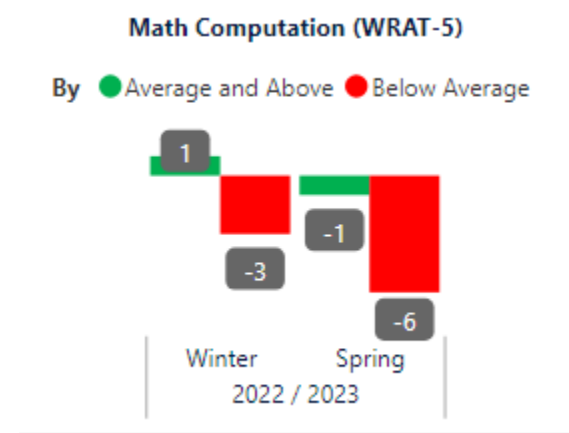 Math Computation (WRAT-5)
By Average and Above Below Average
1
-1
-3
-6
Winter Spring
2022 / 2023